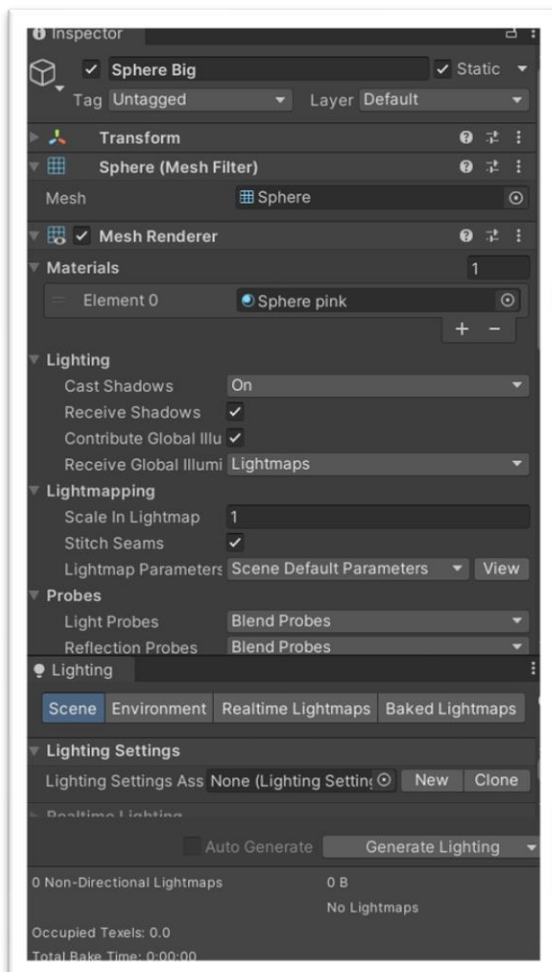 Inspector
Sphere Big Static
Tag Untagged Layer Default
Transform
Sphere (Mesh Filter)
Mesh Sphere
Mesh Renderer
Materials 1
Element 0 Sphere pink
+ -
Lighting
Cast Shadows On
Receive Shadows
Contribute Global Illu
Receive Global Illumi Lightmaps
Lightmapping
Scale In Lightmap 1
Stitch Seams
Lightmap Parameters Scene Default Parameters View
Probes
Light Probes Blend Probes
Reflection Probes Blend Probes
Lighting
Scene Environment Realtime Lightmaps Baked Lightmaps
Lighting Settings
Lighting Settings Ass None (Lighting Setting New Clone
Realtime Lighting
Auto Generate Generate Lighting
0 Non-Directional Lightmaps 0 B
No Lightmaps
Occupied Texels: 0.0
Total Bake Time: 0:00:00